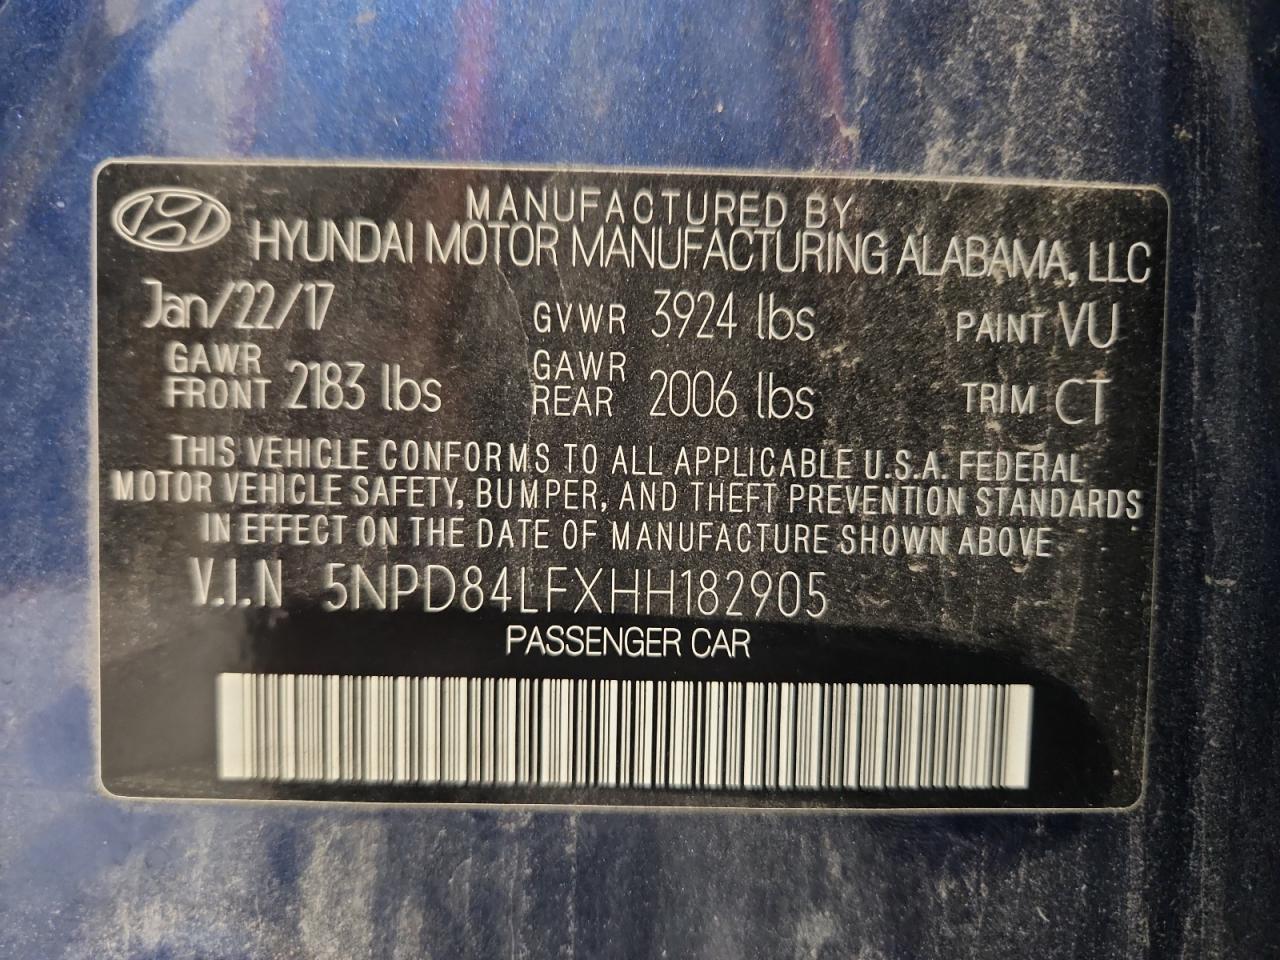 MANUFACTURED BY
HYUNDAI MOTOR MANUFACTURING ALABAMA, LLC
Jan/22/17 GVWR 3924 lbs PAINT VU
GAWR FRONT 2183 lbs GAWR REAR 2006 lbs TRIM CT
THIS VEHICLE CONFORMS TO ALL APPLICABLE U.S.A. FEDERAL
MOTOR VEHICLE SAFETY, BUMPER, AND THEFT PREVENTION STANDARDS
IN EFFECT ON THE DATE OF MANUFACTURE SHOWN ABOVE
V.I.N 5NPD84LFXHH182905
PASSENGER CAR